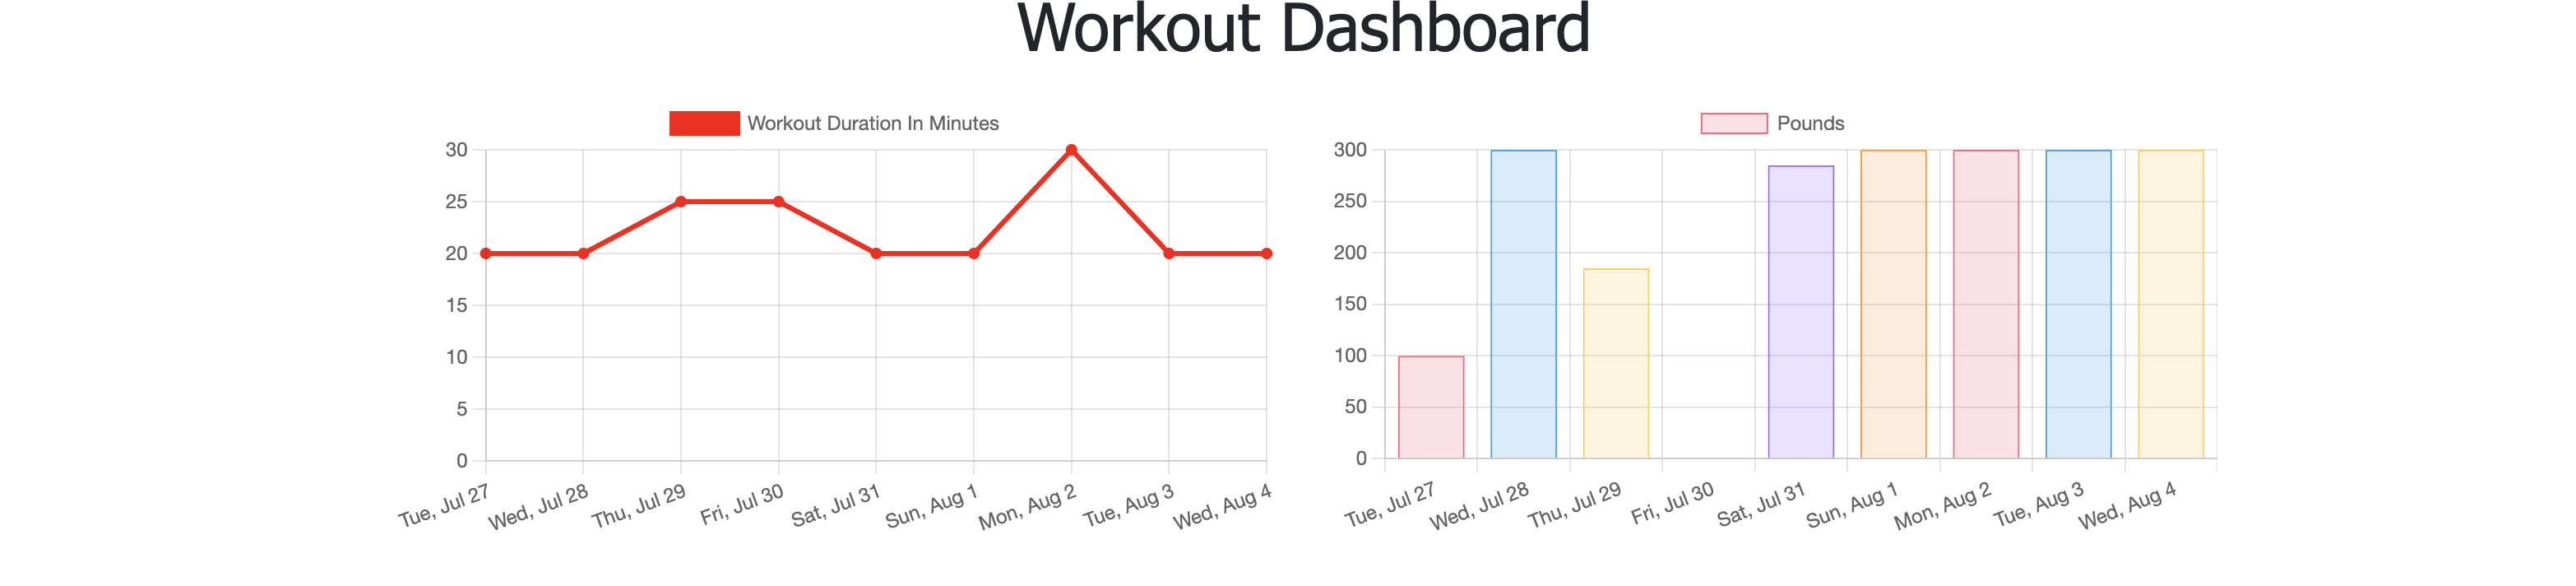 Workout Dashboard
Workout Duration In Minutes
30
25
20
15
10
5
0
Tue, Jul 27
Wed, Jul 28
Thu, Jul 29
Fri, Jul 30
Sat, Jul 31
Sun, Aug 1
Mon, Aug 2
Tue, Aug 3
Wed, Aug 4
Pounds
300
250
200
150
100
50
0
Tue, Jul 27
Wed, Jul 28
Thu, Jul 29
Fri, Jul 30
Sat, Jul 31
Sun, Aug 1
Mon, Aug 2
Tue, Aug 3
Wed, Aug 4